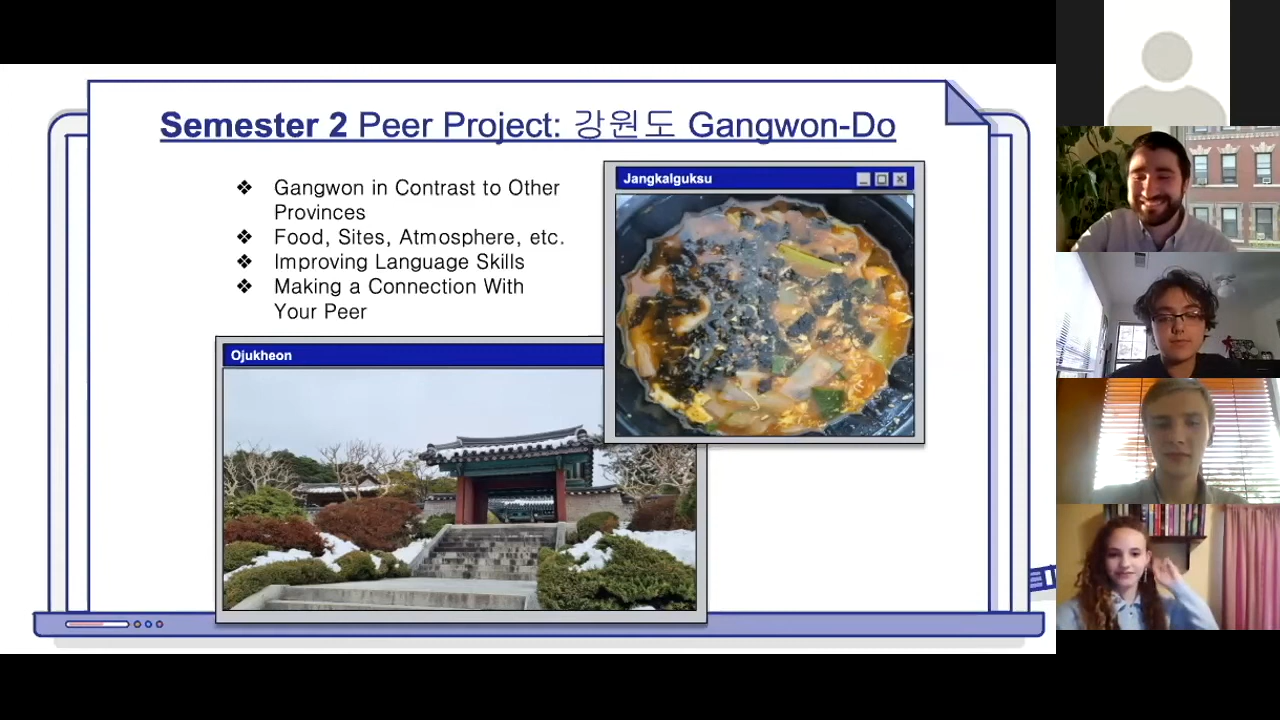 Semester 2 Peer Project: 강원도 Gangwon-Do
❖ Gangwon in Contrast to Other
Provinces
❖ Food, Sites, Atmosphere, etc.
❖ Improving Language Skills
❖ Making a Connection With
Your Peer
Jangkalguksu
Ojukheon